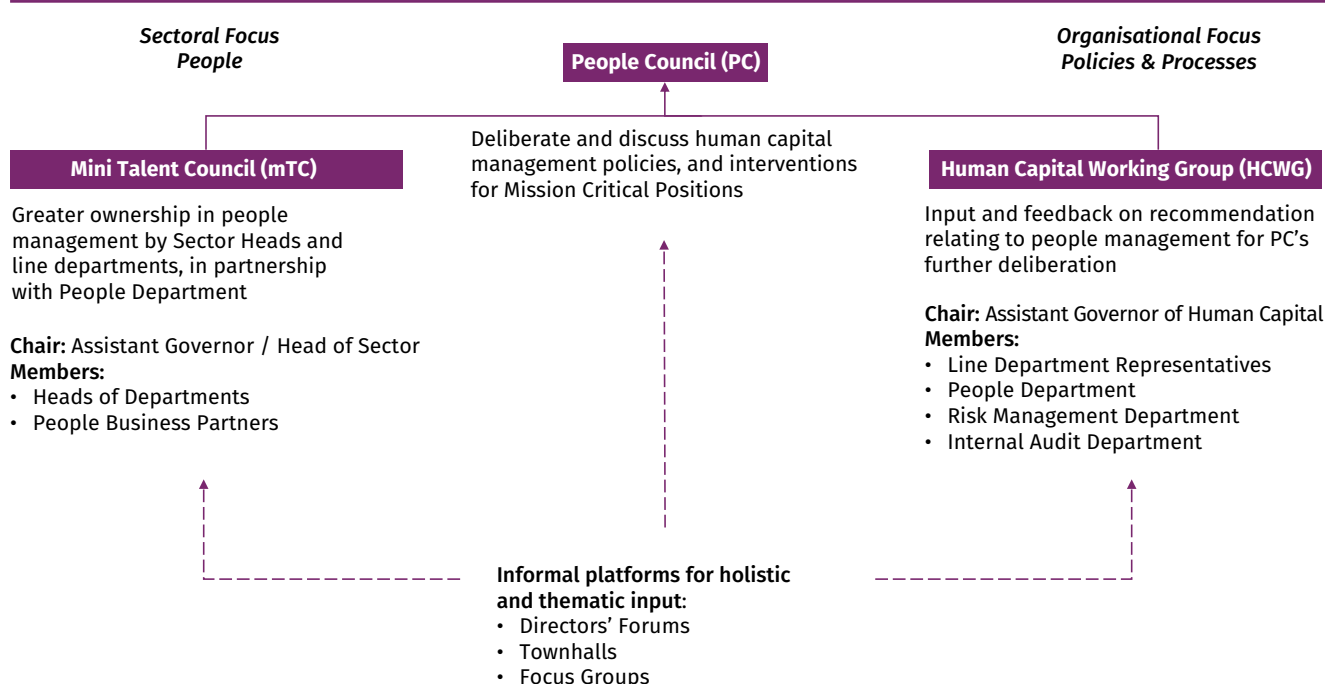 Sectoral Focus
People
People Council (PC)
Organisational Focus
Policies & Processes
Mini Talent Council (mTC)
Greater ownership in people
management by Sector Heads and
line departments, in partnership
with People Department
Chair: Assistant Governor / Head of Sector
Members:
• Heads of Departments
• People Business Partners
Deliberate and discuss human capital
management policies, and interventions
for Mission Critical Positions
Human Capital Working Group (HCWG)
Input and feedback on recommendation
relating to people management for PC's
further deliberation
Chair: Assistant Governor of Human Capital
Members:
• Line Department Representatives
• People Department
• Risk Management Department
• Internal Audit Department
Informal platforms for holistic
and thematic input:
• Directors' Forums
• Townhalls
• Focus Groups